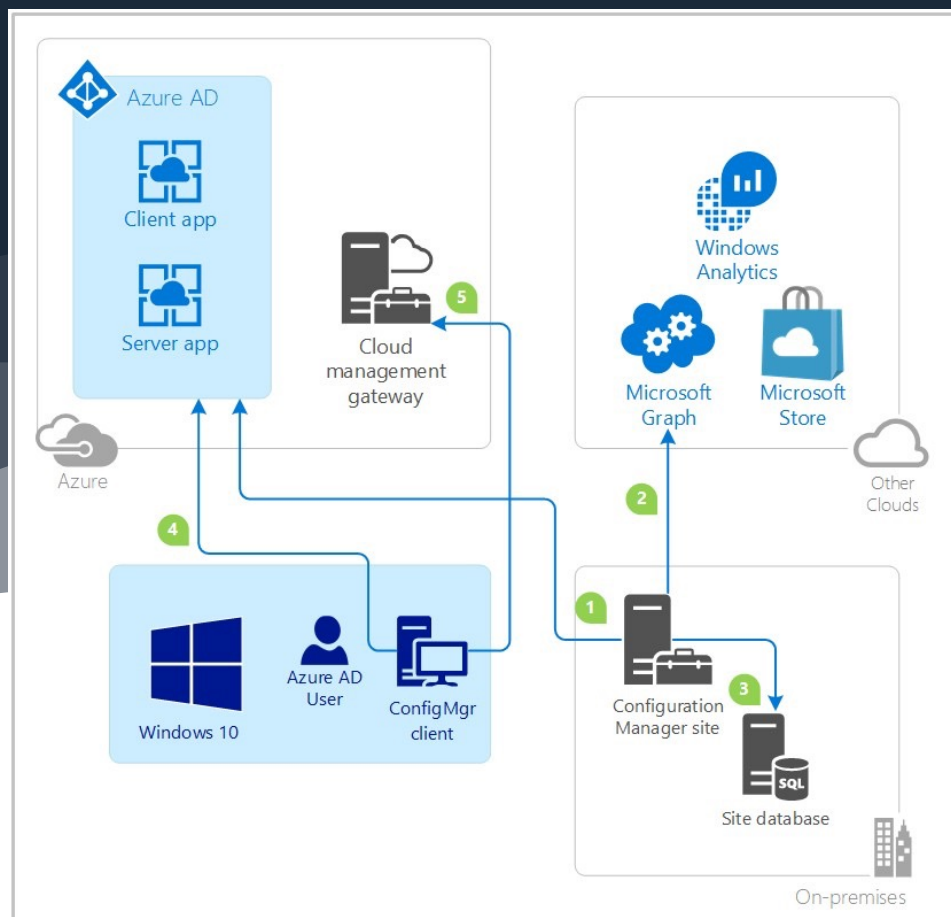 Azure AD
Client app
Server app
5
Cloud
management
gateway
Azure
Windows
Analytics
Microsoft
Graph
Microsoft
Store
Other
Clouds
2
4
1
Windows 10
Azure AD
User
ConfigMgr
client
Configuration
Manager site
3
SQL
Site database
On-premises